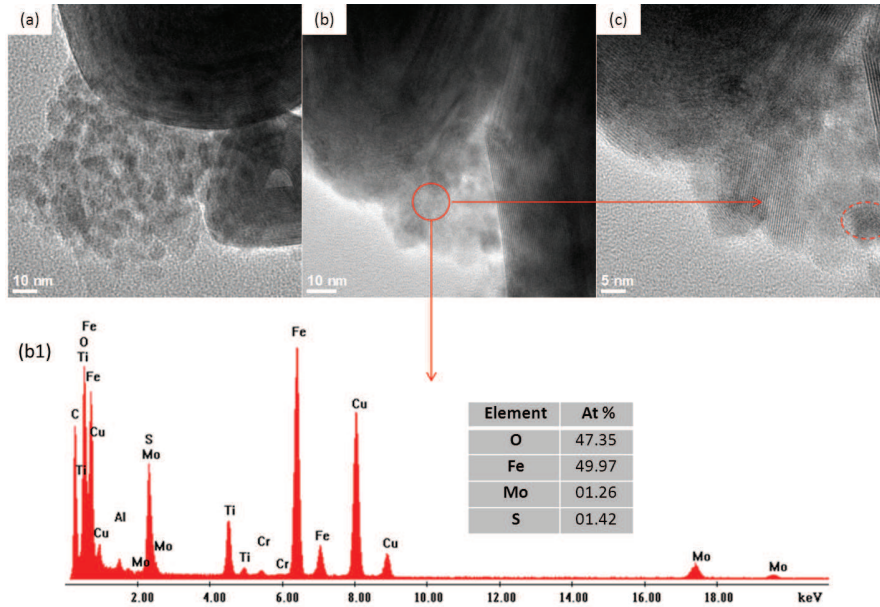 (a)
(b)
(c)
10 nm
10 nm
5 nm
(b1)
Fe
O
Ti
Fe
C
Cu
Ti
Cu
Al
Mo
S
Mo
Mo
Ti
Ti
Cr
Cr
Fe
Fe
Cu
Cu
Mo
Mo
Element At %
O 47.35
Fe 49.97
Mo 01.26
S 01.42
2.00 4.00 6.00 8.00 10.00 12.00 14.00 16.00 18.00 keV